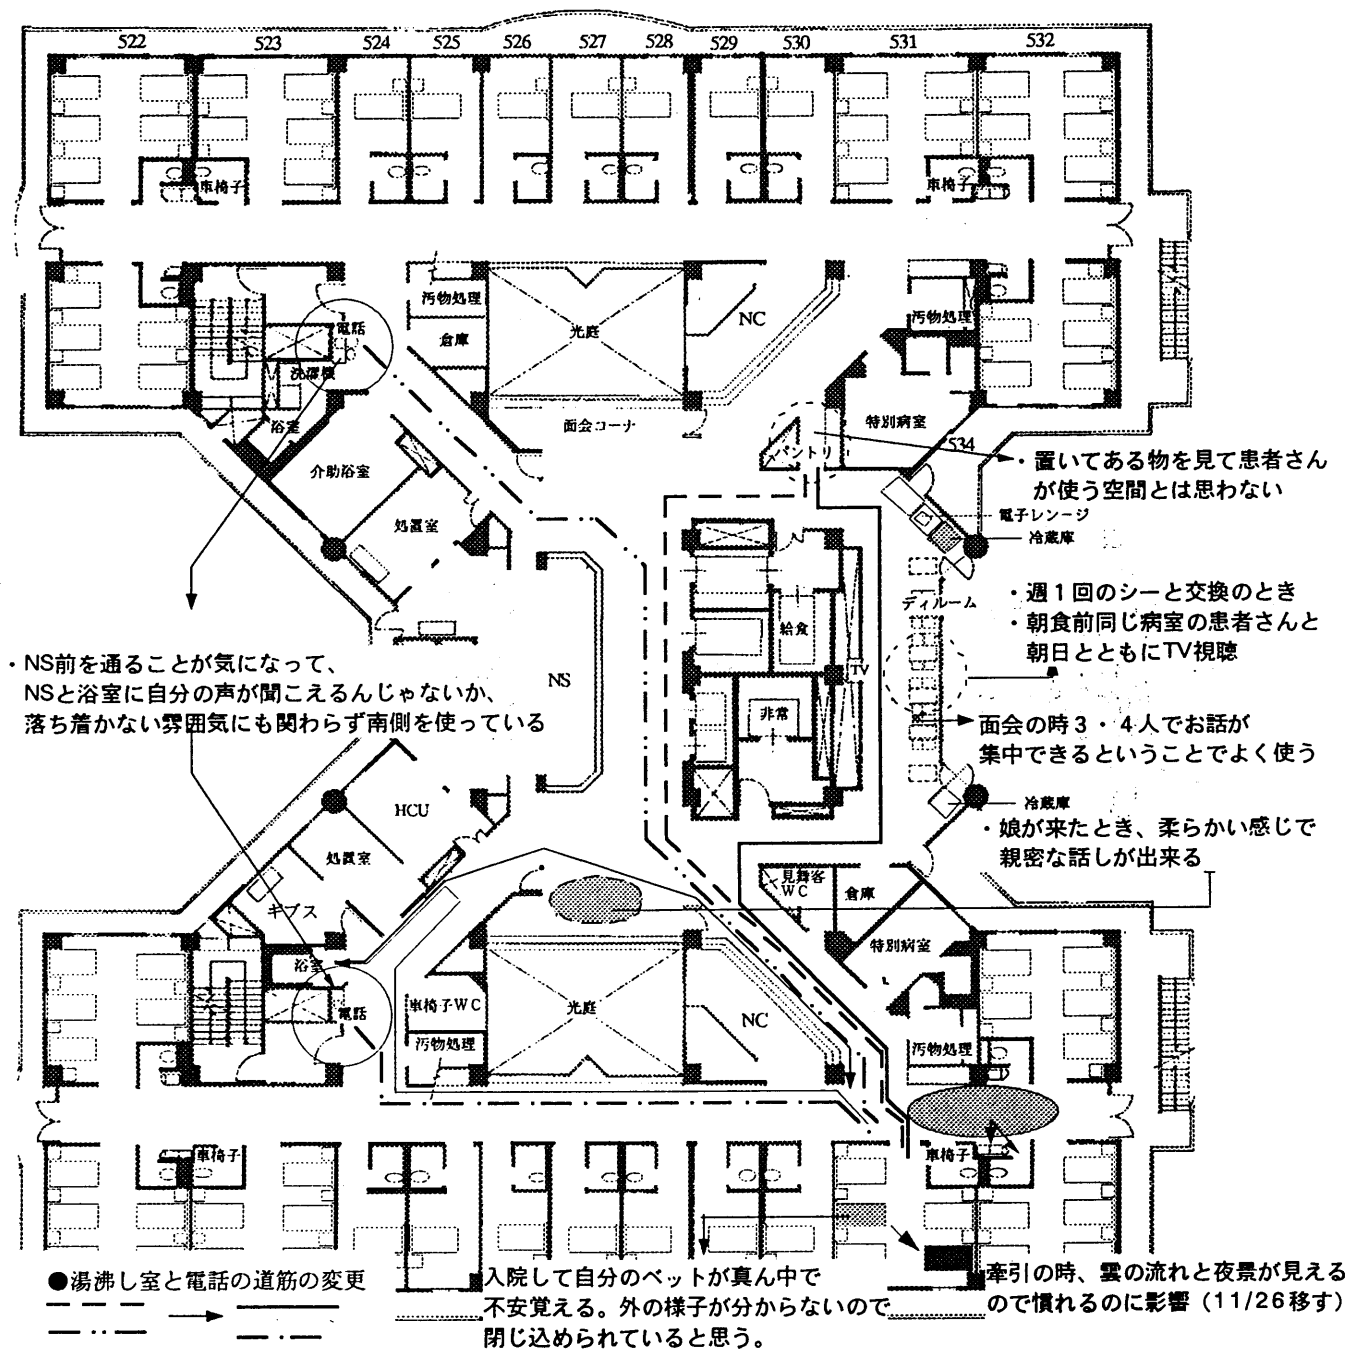 522 523 524 525 526 527 528 529 530 531 532
車椅子 車椅子
汚物処理
倉庫
光庭
NC
汚物処理
電話
洗濯機
浴室
面会コーナ
特別病室
パントリ
534
・置いてある物を見て患者さん
が使う空間とは思わない
介助浴室
処置室
電子レンージ
冷蔵庫
ディルーム
・週1回のシーと交換のとき
・朝食前同じ病室の患者さんと
朝日とともにTV視聴
給食
TV
NS
非常
・NS前を通ることが気になって、
NSと浴室に自分の声が聞こえるんじゃないか、
落ち着かない雰囲気にも関わらず南側を使っている
面会の時3・4人でお話が
集中できるということでよく使う
HCU
処置室
冷蔵庫
・娘が来たとき、柔らかい感じで
親密な話しが出来る
見舞客
WC
倉庫
ギブス
特別病室
浴室
電話
車椅子WC
光庭
NC
汚物処理
汚物処理
車椅子 車椅子
●湯沸し室と電話の道筋の変更
入院して自分のベットが真ん中で
不安覚える。外の様子が分からないので
閉じ込められていると思う。
牽引の時、雲の流れと夜景が見える
ので慣れるのに影響（11/26移す）